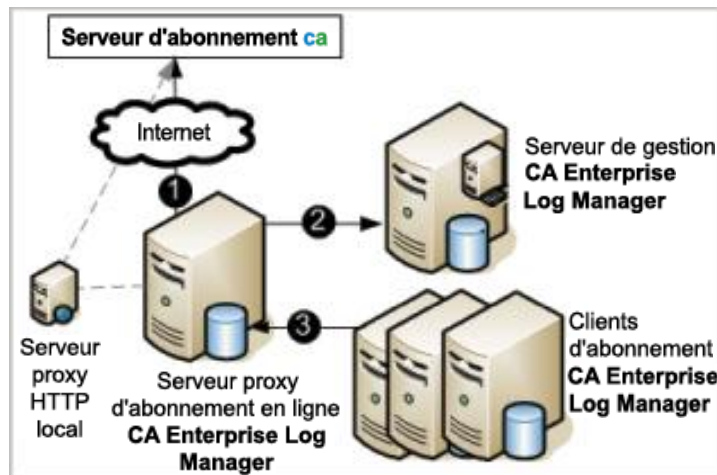 Serveur d'abonnement ca
Internet
1
2
3
Serveur de gestion
CA Enterprise
Log Manager
Serveur
proxy
HTTP
local
Serveur proxy
d'abonnement en ligne
CA Enterprise Log
Manager
Clients
d'abonnement
CA Enterprise
Log Manager